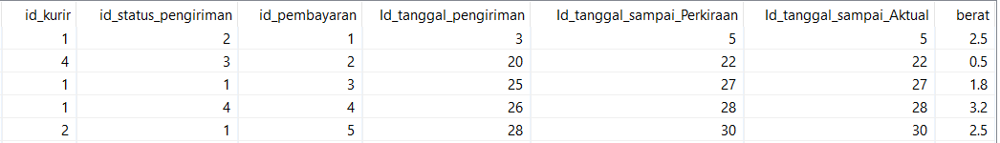 id_kurir id_status_pengiriman id_pembayaran Id_tanggal_pengiriman Id_tanggal_sampai_Perkiraan Id_tanggal_sampai_Aktual berat
1 2 1 3 5 5 2.5
4 3 2 20 22 22 0.5
1 1 3 25 27 27 1.8
1 4 4 26 28 28 3.2
2 1 5 28 30 30 2.5